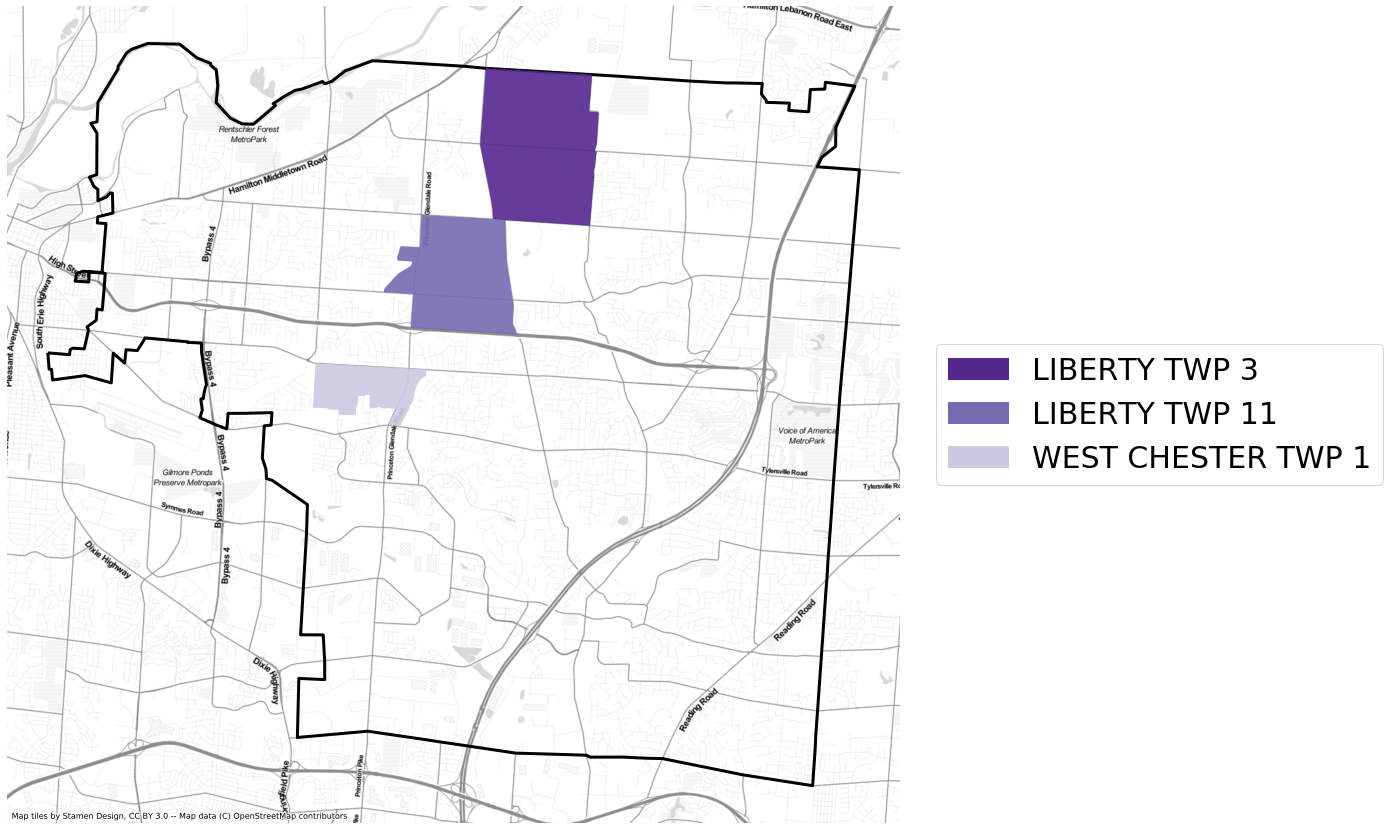 Hamilton Lebanon Road East
Rentschler Forest
MetroPark
Hamilton Middletown Road
Glendale Road
Bypass 4
High Street
South Erie Highway
Pleasant Avenue
Bypass 4
LIBERTY TWP 3
LIBERTY TWP 11
WEST CHESTER TWP 1
Voice of America
MetroPark
Princeton Glendale
Bypass 4
Tylersville Road
Tylersville Ro
Gilmore Ponds
Preserve Metropark
Symmes Road
Bypass 4
Dixie Highway
Bypass 4
Reading Road
Dixie Highway
Reading Road
Princeton Pike
ngfield Pike
Map tiles by Stamen Design, CC BY 3.0 -- Map data (C) OpenStreetMap contributors